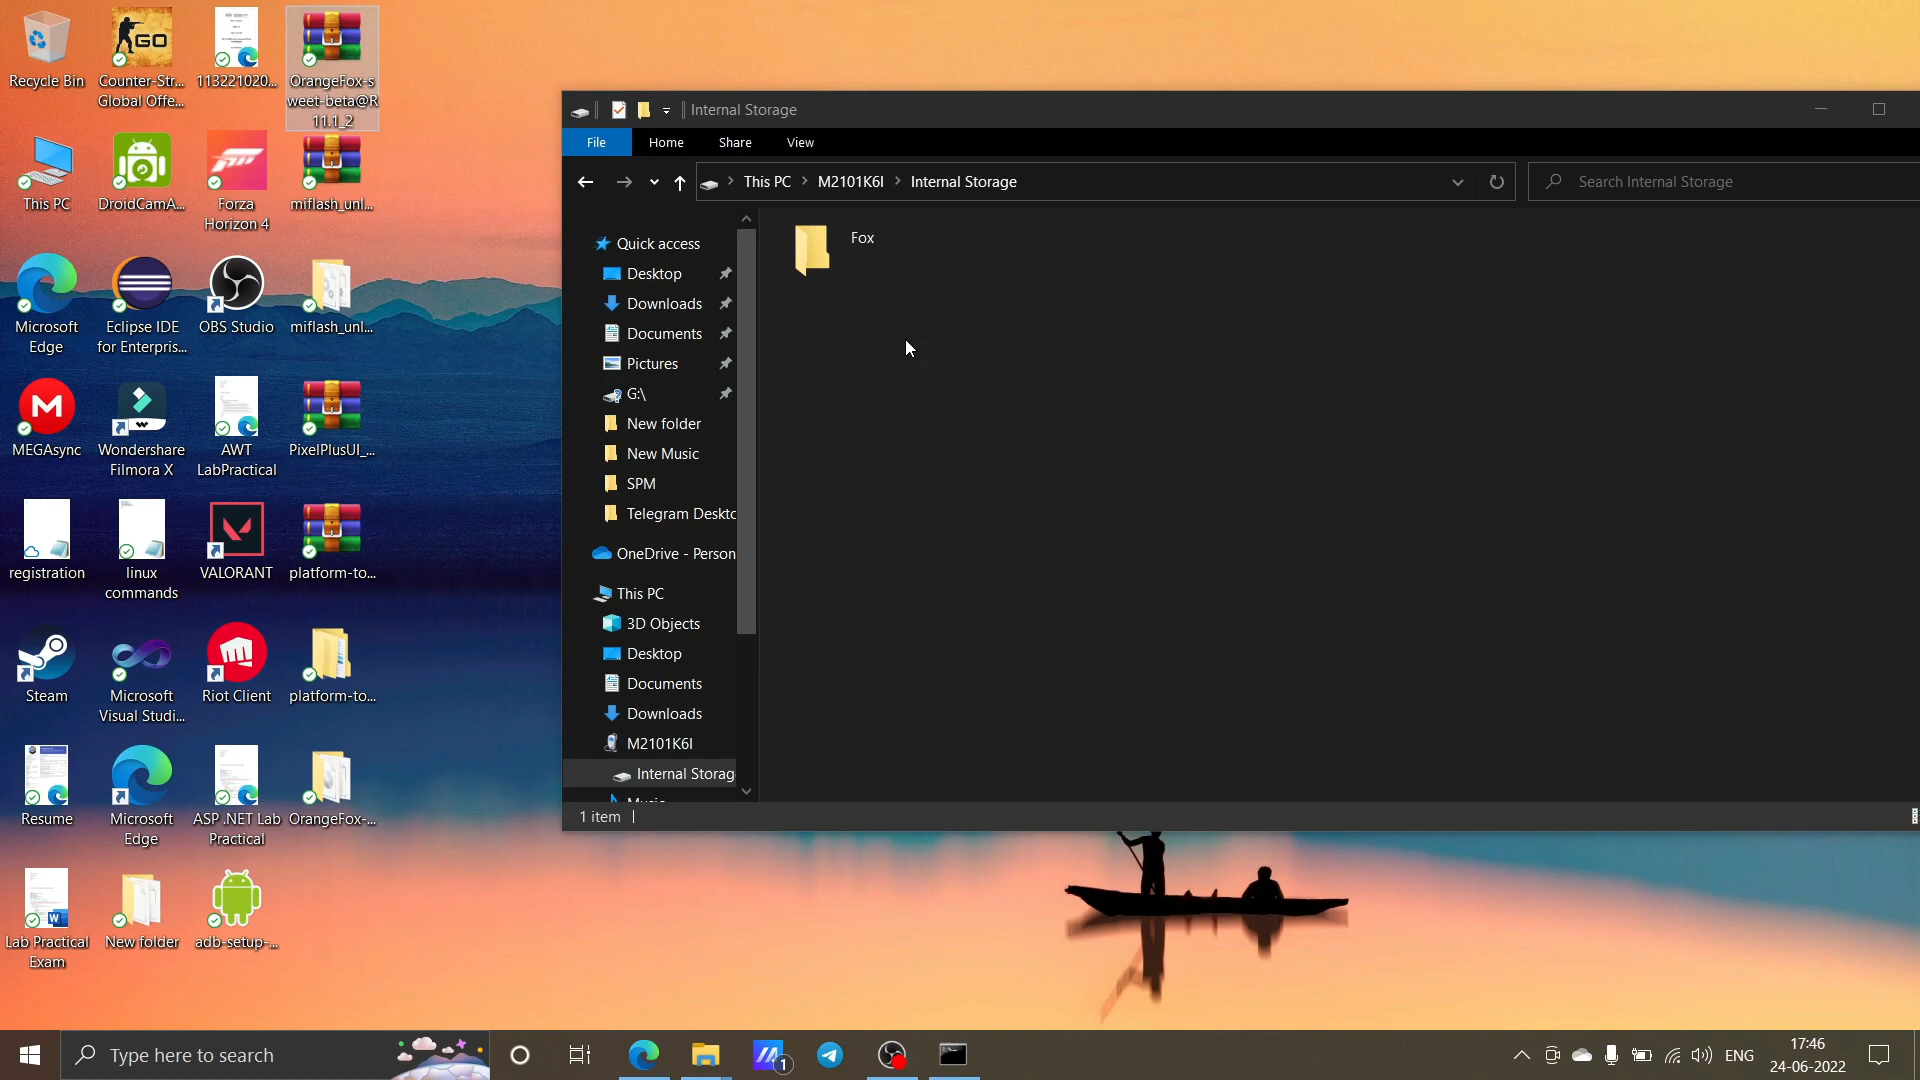 Recycle Bin
Counter-Str...
Global Offe...
113221020...
OrangeFox-s
weet-beta@R
11.1_2
This PC
DroidCamA...
Forza
Horizon 4
miflash_unl...
Microsoft
Edge
Eclipse IDE
for Enterpris...
OBS Studio
miflash_unl...
MEGAsync
Wondershare
Filmora X
AWT
LabPractical
PixelPlusUI_...
registration
linux
commands
VALORANT
platform-to...
Steam
Microsoft
Visual Studi...
Riot Client
platform-to...
Resume
Microsoft
Edge
ASP .NET Lab
Practical
OrangeFox-...
Lab Practical
Exam
New folder
adb-setup-...
Internal Storage
File
Home
Share
View
This PC
M2101K6I
Internal Storage
Search Internal Storage
Quick access
Desktop
Downloads
Documents
Pictures
G:\
New folder
New Music
SPM
Telegram Deskto
OneDrive - Person
This PC
3D Objects
Desktop
Documents
Downloads
M2101K6I
Internal Storag
Music
Fox
1 item
Type here to search
1
ENG
17:46
24-06-2022